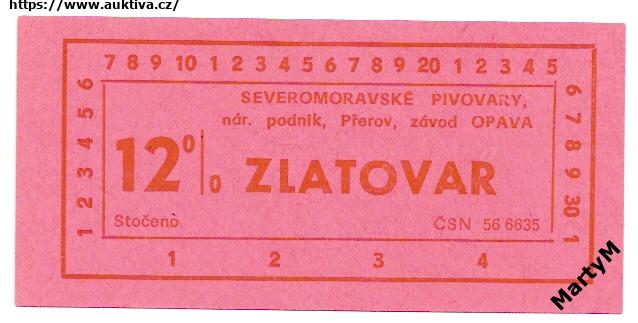 https://www.auktiva.cz/
7 8 9 10 1 2 3 4 5 6 7 8 9 20 1 2 3 4 5
1 2 3 4 5 6
6 7 8 9 30 1
SEVEROMORAVSKÉ PIVOVARY,
nár. podnik, Přerov, závod OPAVA
12% ZLATOVAR
Stočeno ČSN 56 6635
1 2 3 4
MartyM